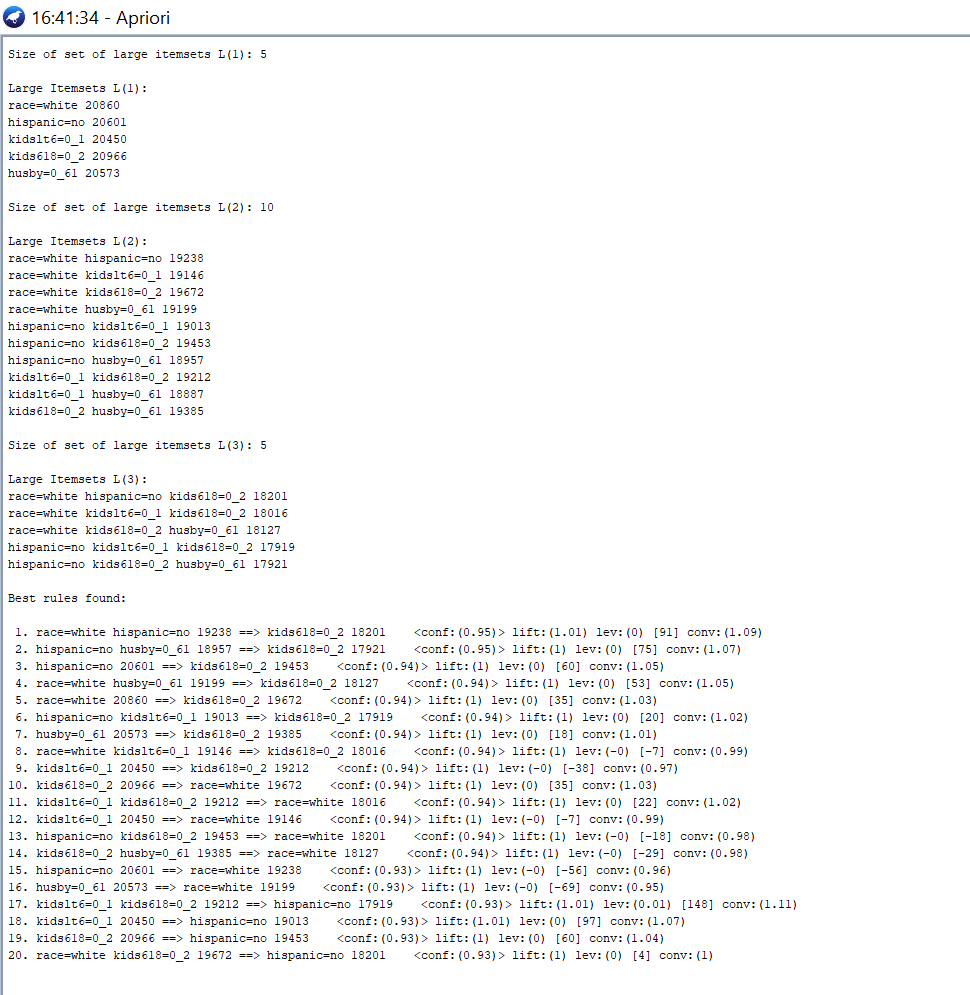 16:41:34 - Apriori
Size of set of large itemsets L(1): 5
Large Itemsets L(1):
race=white 20860
hispanic=no 20601
kidslt6=0_1 20450
kids618=0_2 20966
husby=0_61 20573
Size of set of large itemsets L(2): 10
Large Itemsets L(2):
race=white hispanic=no 19238
race=white kidslt6=0_1 19146
race=white kids618=0_2 19672
race=white husby=0_61 19199
hispanic=no kidslt6=0_1 19013
hispanic=no kids618=0_2 19453
hispanic=no husby=0_61 18957
kidslt6=0_1 kids618=0_2 19212
kidslt6=0_1 husby=0_61 18887
kids618=0_2 husby=0_61 19385
Size of set of large itemsets L(3): 5
Large Itemsets L(3):
race=white hispanic=no kids618=0_2 18201
race=white kidslt6=0_1 kids618=0_2 18016
race=white kids618=0_2 husby=0_61 18127
hispanic=no kidslt6=0_1 kids618=0_2 17919
hispanic=no kids618=0_2 husby=0_61 17921
Best rules found:
1. race=white hispanic=no 19238 ==> kids618=0_2 18201    <conf:(0.95)> lift:(1.01) lev:(0) [91] conv:(1.09)
2. hispanic=no husby=0_61 18957 ==> kids618=0_2 17921    <conf:(0.95)> lift:(1) lev:(0) [75] conv:(1.07)
3. hispanic=no 20601 ==> kids618=0_2 19453    <conf:(0.94)> lift:(1) lev:(0) [60] conv:(1.05)
4. race=white husby=0_61 19199 ==> kids618=0_2 18127    <conf:(0.94)> lift:(1) lev:(0) [53] conv:(1.05)
5. race=white 20860 ==> kids618=0_2 19672    <conf:(0.94)> lift:(1) lev:(0) [35] conv:(1.03)
6. hispanic=no kidslt6=0_1 19013 ==> kids618=0_2 17919    <conf:(0.94)> lift:(1) lev:(0) [20] conv:(1.02)
7. husby=0_61 20573 ==> kids618=0_2 19385    <conf:(0.94)> lift:(1) lev:(0) [18] conv:(1.01)
8. race=white kidslt6=0_1 19146 ==> kids618=0_2 18016    <conf:(0.94)> lift:(1) lev:(-0) [-7] conv:(0.99)
9. kidslt6=0_1 20450 ==> kids618=0_2 19212    <conf:(0.94)> lift:(1) lev:(-0) [-38] conv:(0.97)
10. kids618=0_2 20966 ==> race=white 19672    <conf:(0.94)> lift:(1) lev:(0) [35] conv:(1.03)
11. kidslt6=0_1 kids618=0_2 19212 ==> race=white 18016    <conf:(0.94)> lift:(1) lev:(0) [22] conv:(1.02)
12. kidslt6=0_1 20450 ==> race=white 19146    <conf:(0.94)> lift:(1) lev:(-0) [-7] conv:(0.99)
13. hispanic=no kids618=0_2 19453 ==> race=white 18201    <conf:(0.94)> lift:(1) lev:(-0) [-18] conv:(0.98)
14. kids618=0_2 husby=0_61 19385 ==> race=white 18127    <conf:(0.94)> lift:(1) lev:(-0) [-29] conv:(0.98)
15. hispanic=no 20601 ==> race=white 19238    <conf:(0.93)> lift:(1) lev:(-0) [-56] conv:(0.96)
16. husby=0_61 20573 ==> race=white 19199    <conf:(0.93)> lift:(1) lev:(-0) [-69] conv:(0.95)
17. kidslt6=0_1 kids618=0_2 19212 ==> hispanic=no 17919    <conf:(0.93)> lift:(1.01) lev:(0.01) [148] conv:(1.11)
18. kidslt6=0_1 20450 ==> hispanic=no 19013    <conf:(0.93)> lift:(1.01) lev:(0) [97] conv:(1.07)
19. kids618=0_2 20966 ==> hispanic=no 19453    <conf:(0.93)> lift:(1) lev:(0) [60] conv:(1.04)
20. race=white kids618=0_2 19672 ==> hispanic=no 18201    <conf:(0.93)> lift:(1) lev:(0) [4] conv:(1)